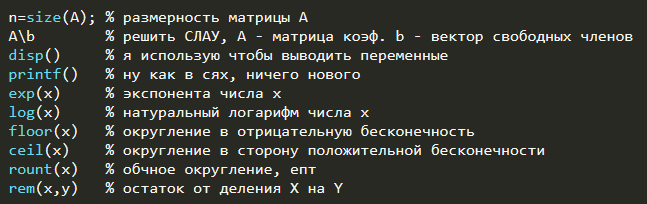 n=size(A); % размерность матрицы A
A\b % решить СЛАУ, A - матрица коэф. b - вектор свободных членов
disp() % я использую чтобы выводить переменные
printf() % ну как в сях, ничего нового
exp(x) % экспонента числа x
log(x) % натуральный логарифм числа x
floor(x) % округление в отрицательную бесконечность
ceil(x) % округление в сторону положительной бесконечности
rount(x) % обчное округление, епт
rem(x,y) % остаток от деления X на Y